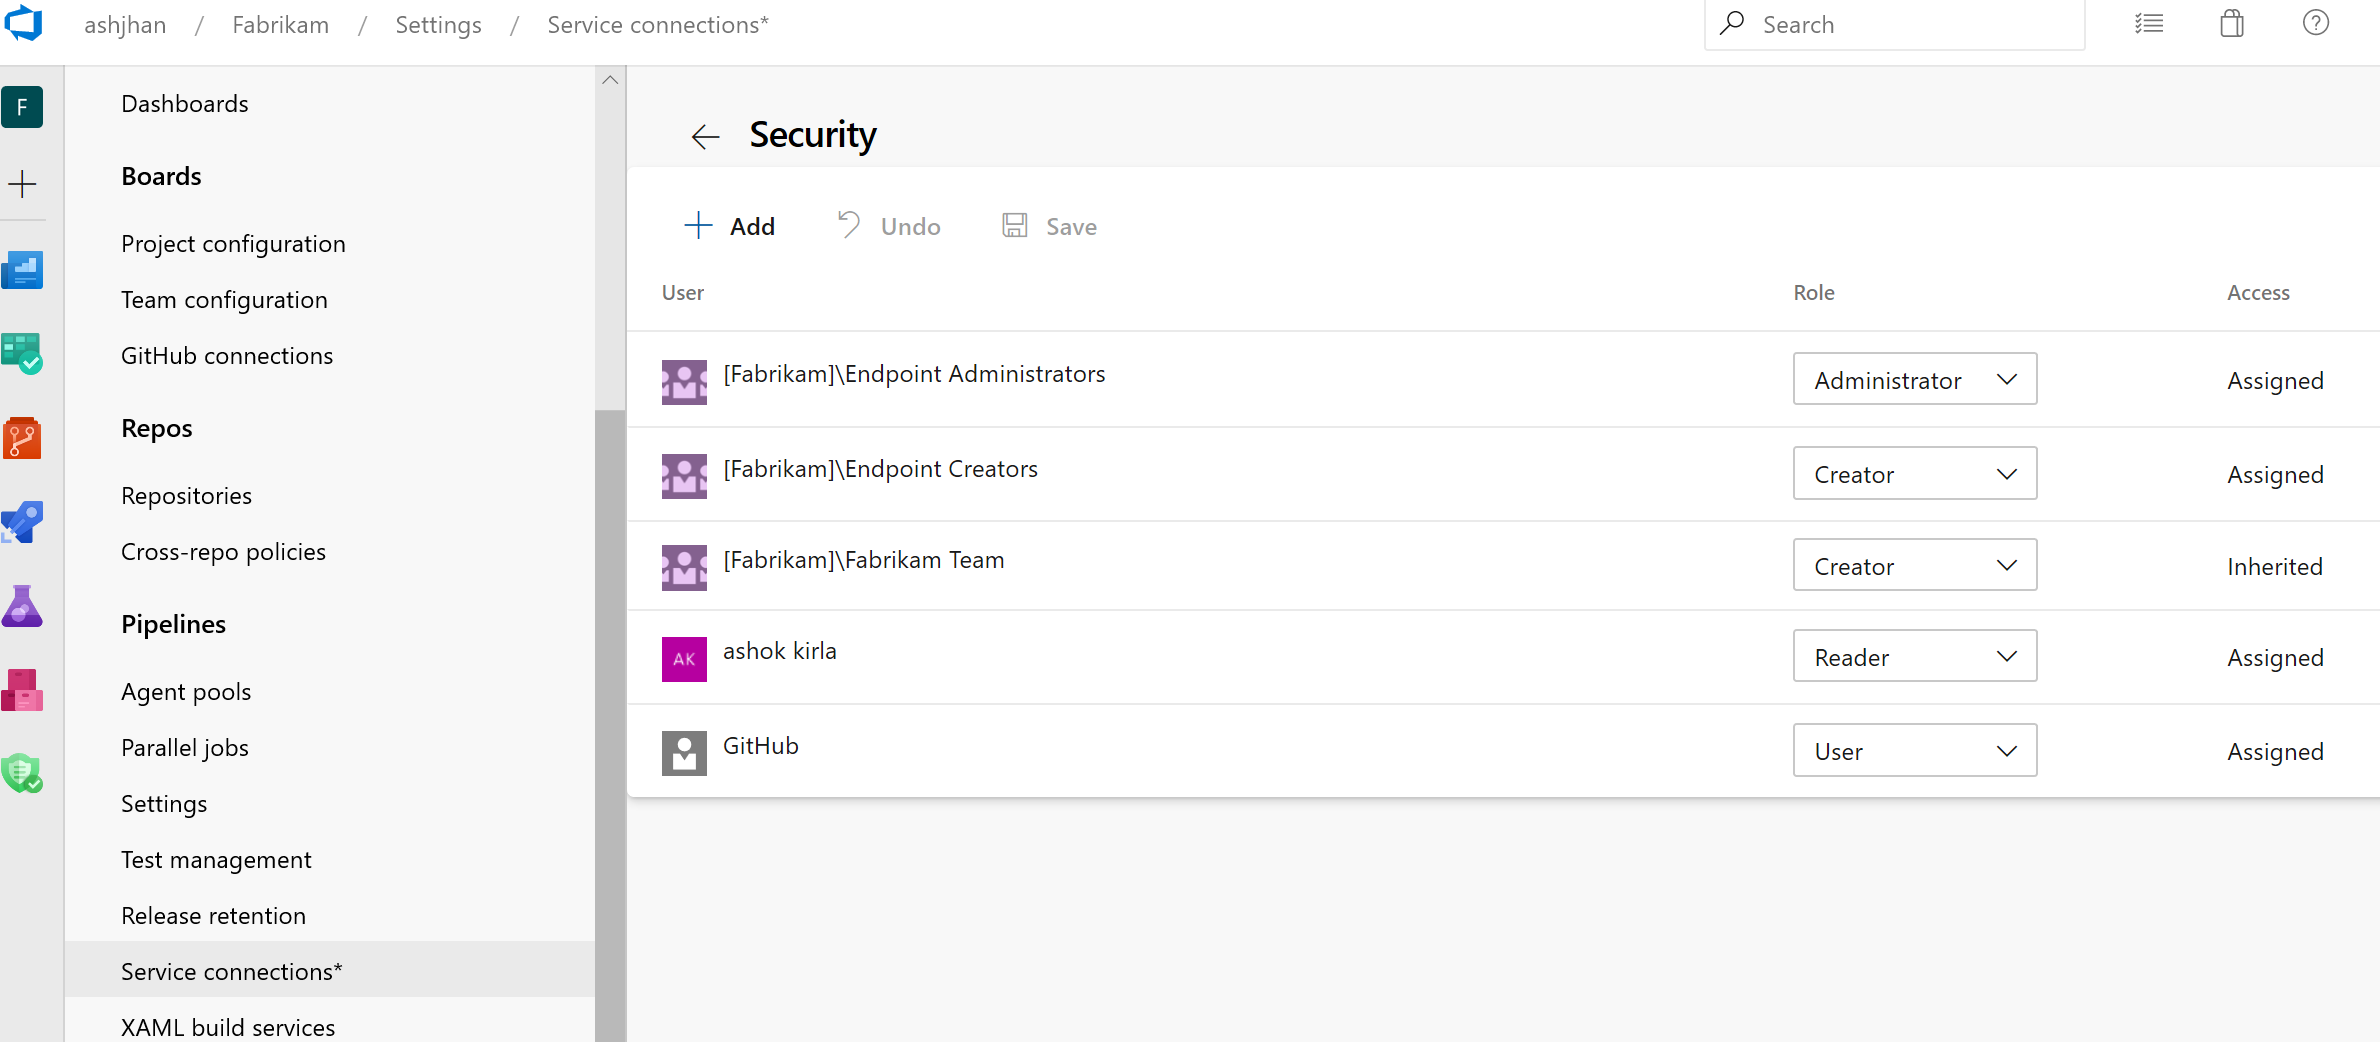 ashjhan / Fabrikam / Settings / Service connections*
Search
F
Dashboards
Boards
Project configuration
Team configuration
GitHub connections
Repos
Repositories
Cross-repo policies
Pipelines
Agent pools
Parallel jobs
Settings
Test management
Release retention
Service connections*
XAML build services
Security
Add Undo Save
User Role Access
[Fabrikam]\Endpoint Administrators Administrator Assigned
[Fabrikam]\Endpoint Creators Creator Assigned
[Fabrikam]\Fabrikam Team Creator Inherited
AK ashok kirla Reader Assigned
GitHub User Assigned